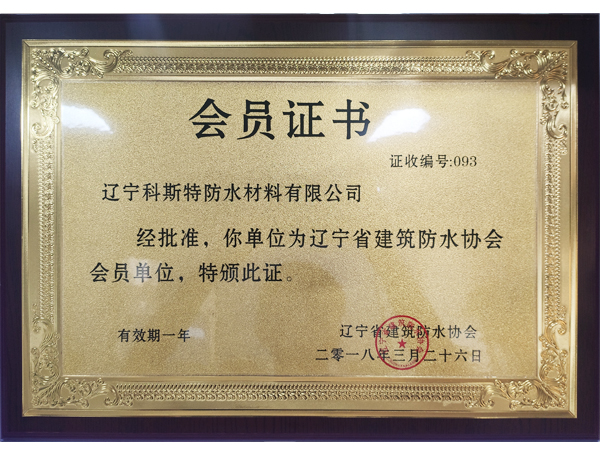 会员证书
证收编号:093
辽宁科斯特防水材料有限公司
经批准，你单位为辽宁省建筑防水协会
会员单位，特颁此证。
有效期一年
辽宁省建筑防水协会
二零一八年三月二十六日